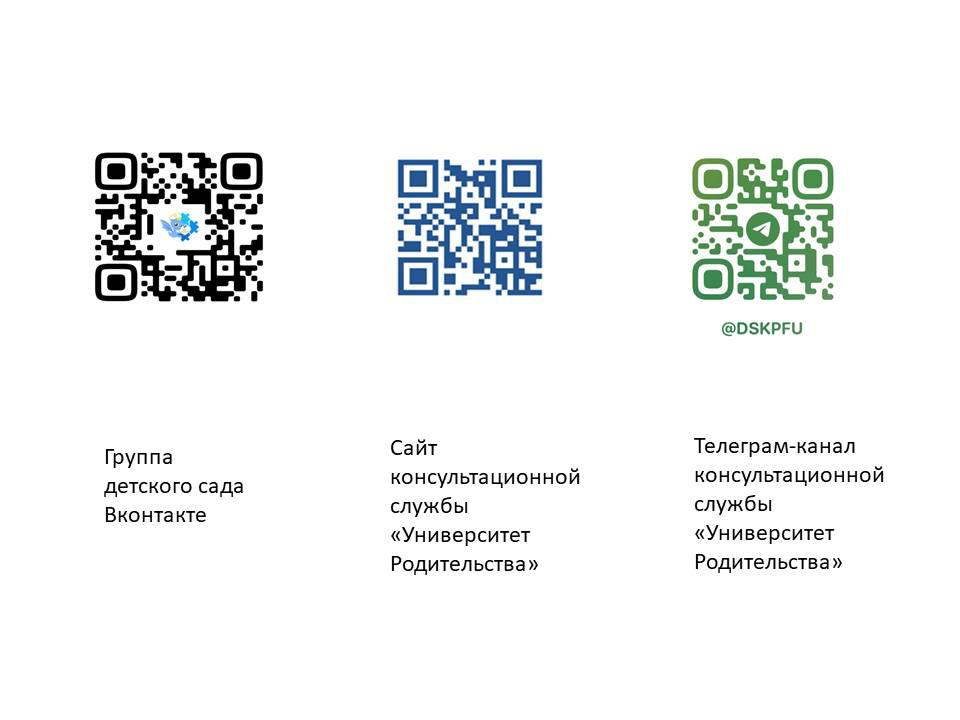 @DSKPFU
Группа
детского сада
Вконтакте
Сайт
консультационной
службы
«Университет
Родительства»
Телеграм-канал
консультационной
службы
«Университет
Родительства»